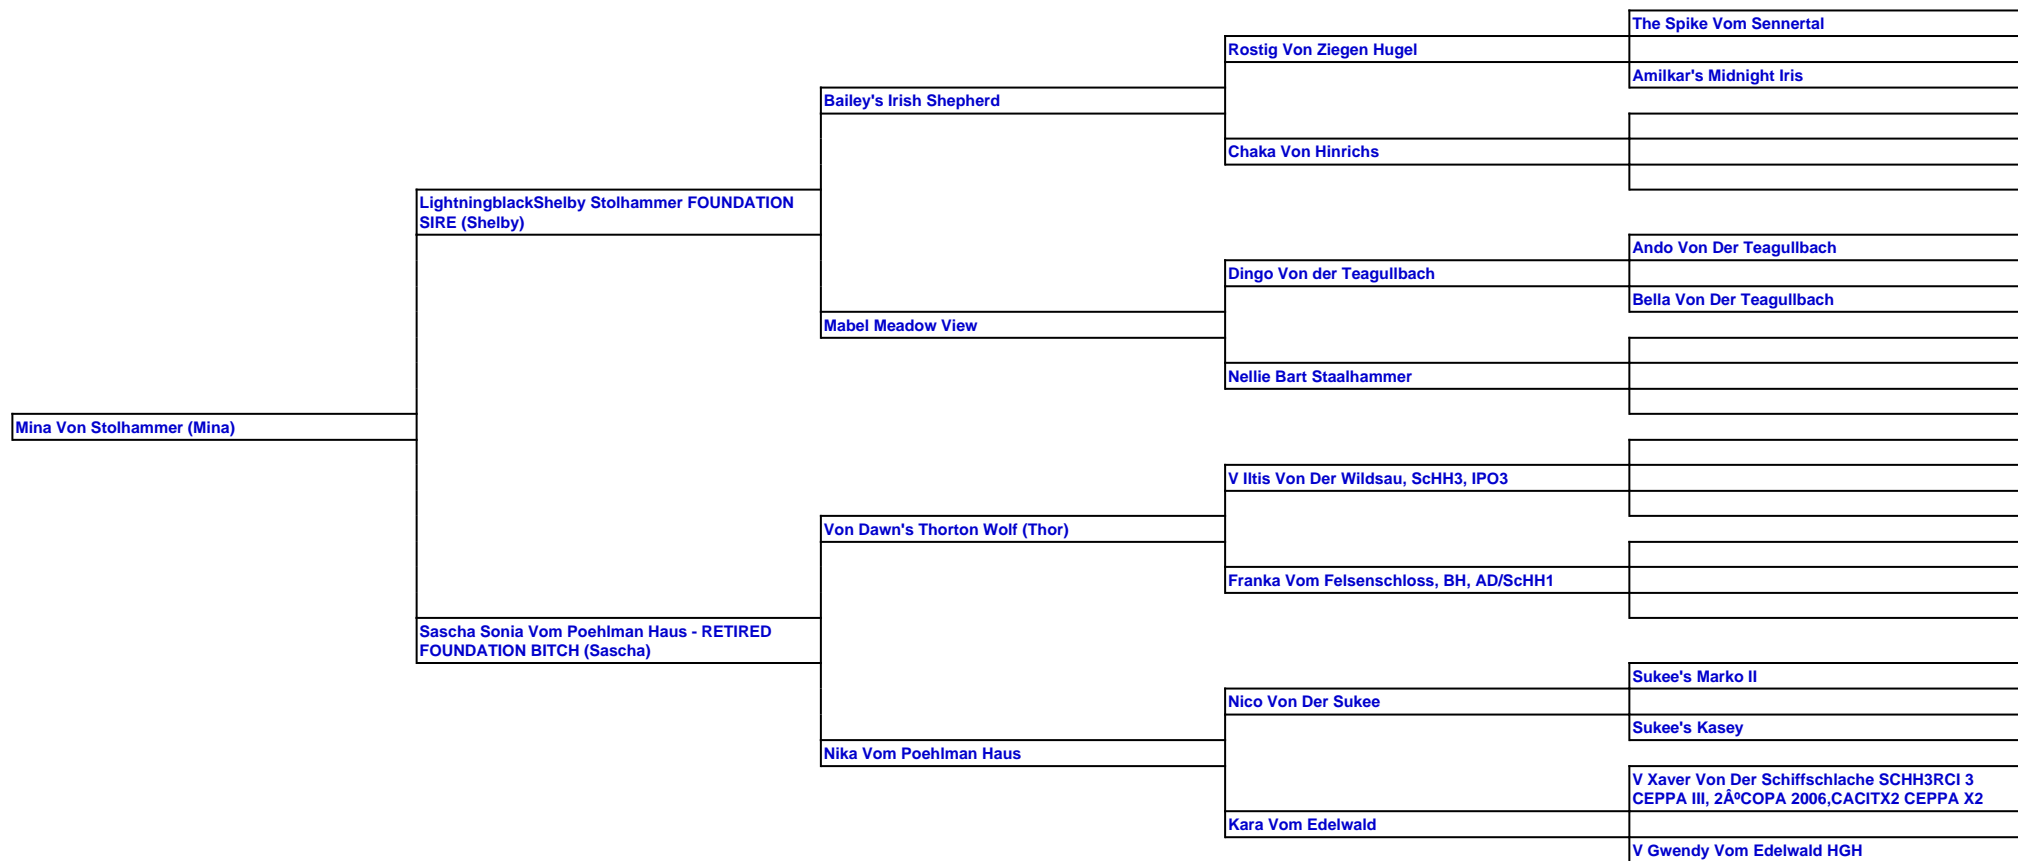 The Spike Vom Sennertal
Rostig Von Ziegen Hugel
Amilkar's Midnight Iris
Bailey's Irish Shepherd
Chaka Von Hinrichs
LightningblackShelby Stolhammer FOUNDATION
SIRE (Shelby)
Ando Von Der Teagullbach
Dingo Von der Teagullbach
Bella Von Der Teagullbach
Mabel Meadow View
Nellie Bart Staalhammer
Mina Von Stolhammer (Mina)
V Iltis Von Der Wildsau, ScHH3, IPO3
Von Dawn's Thorton Wolf (Thor)
Franka Vom Felsenschloss, BH, AD/ScHH1
Sascha Sonia Vom Poehlman Haus - RETIRED
FOUNDATION BITCH (Sascha)
Sukee's Marko II
Nico Von Der Sukee
Sukee's Kasey
Nika Vom Poehlman Haus
V Xaver Von Der Schiffschlache SCHH3RCI 3
CEPPA III, 2ÂºCOPA 2006,CACITX2 CEPPA X2
Kara Vom Edelwald
V Gwendy Vom Edelwald HGH